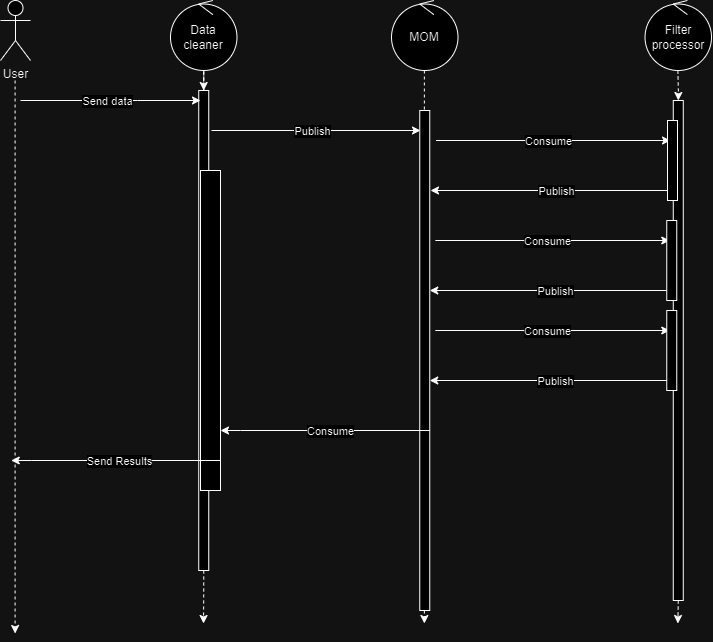 User
Data
cleaner
MOM
Filter
processor
Send data
Publish
Consume
Publish
Consume
Publish
Consume
Publish
Consume
Send Results